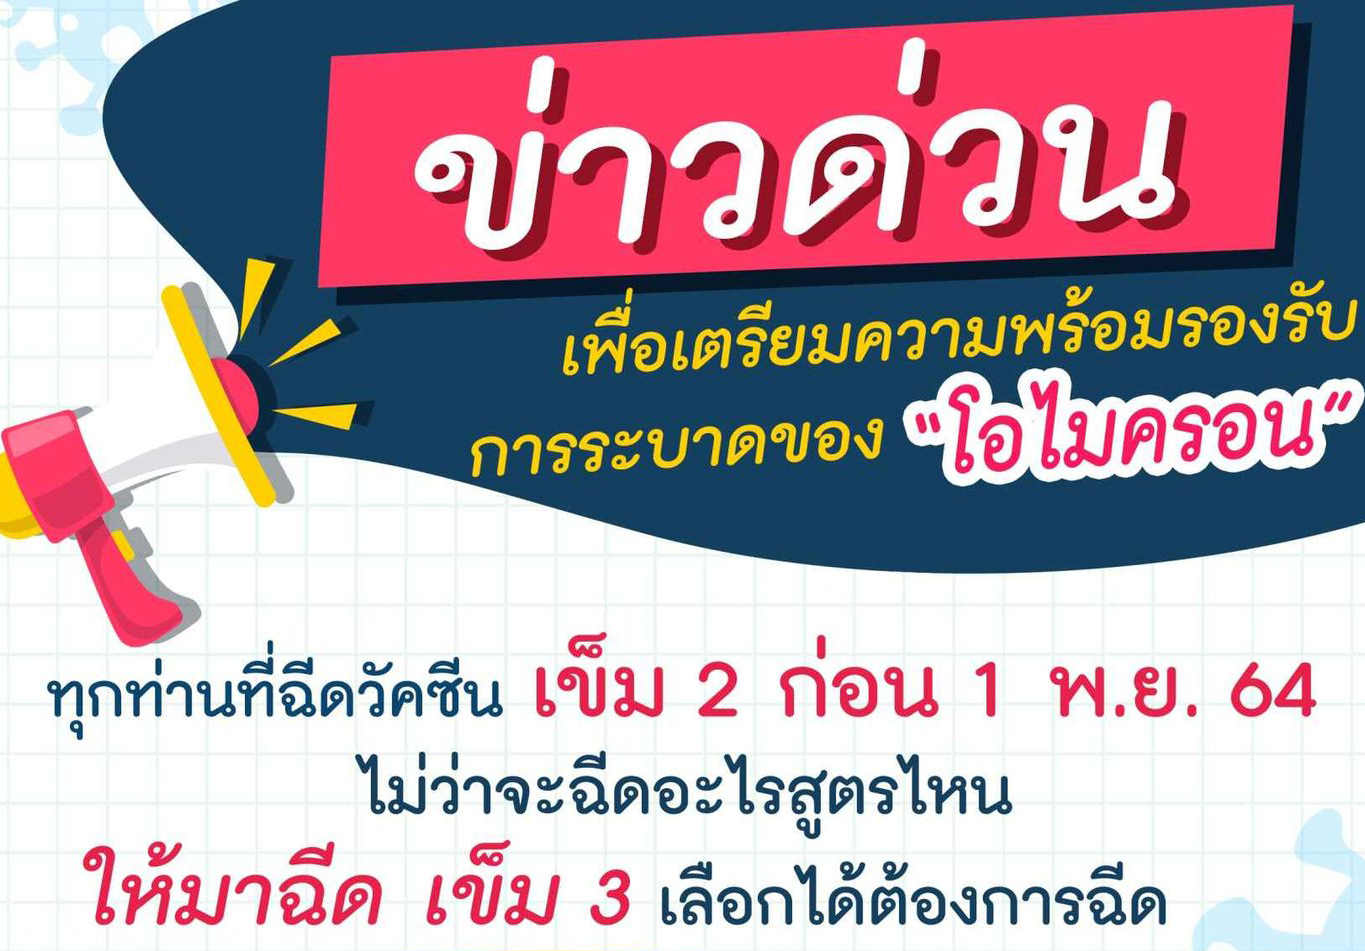 ข่าวด่วน
เพื่อเตรียมความพร้อมรองรับ
การระบาดของ "โอไมครอน"
ทุกท่านที่ฉีดวัคซีน เข็ม 2 ก่อน 1 พ.ย. 64
ไม่ว่าจะฉีดอะไรสูตรไหน
ให้มาฉีด เข็ม 3 เลือกได้ต้องการฉีด